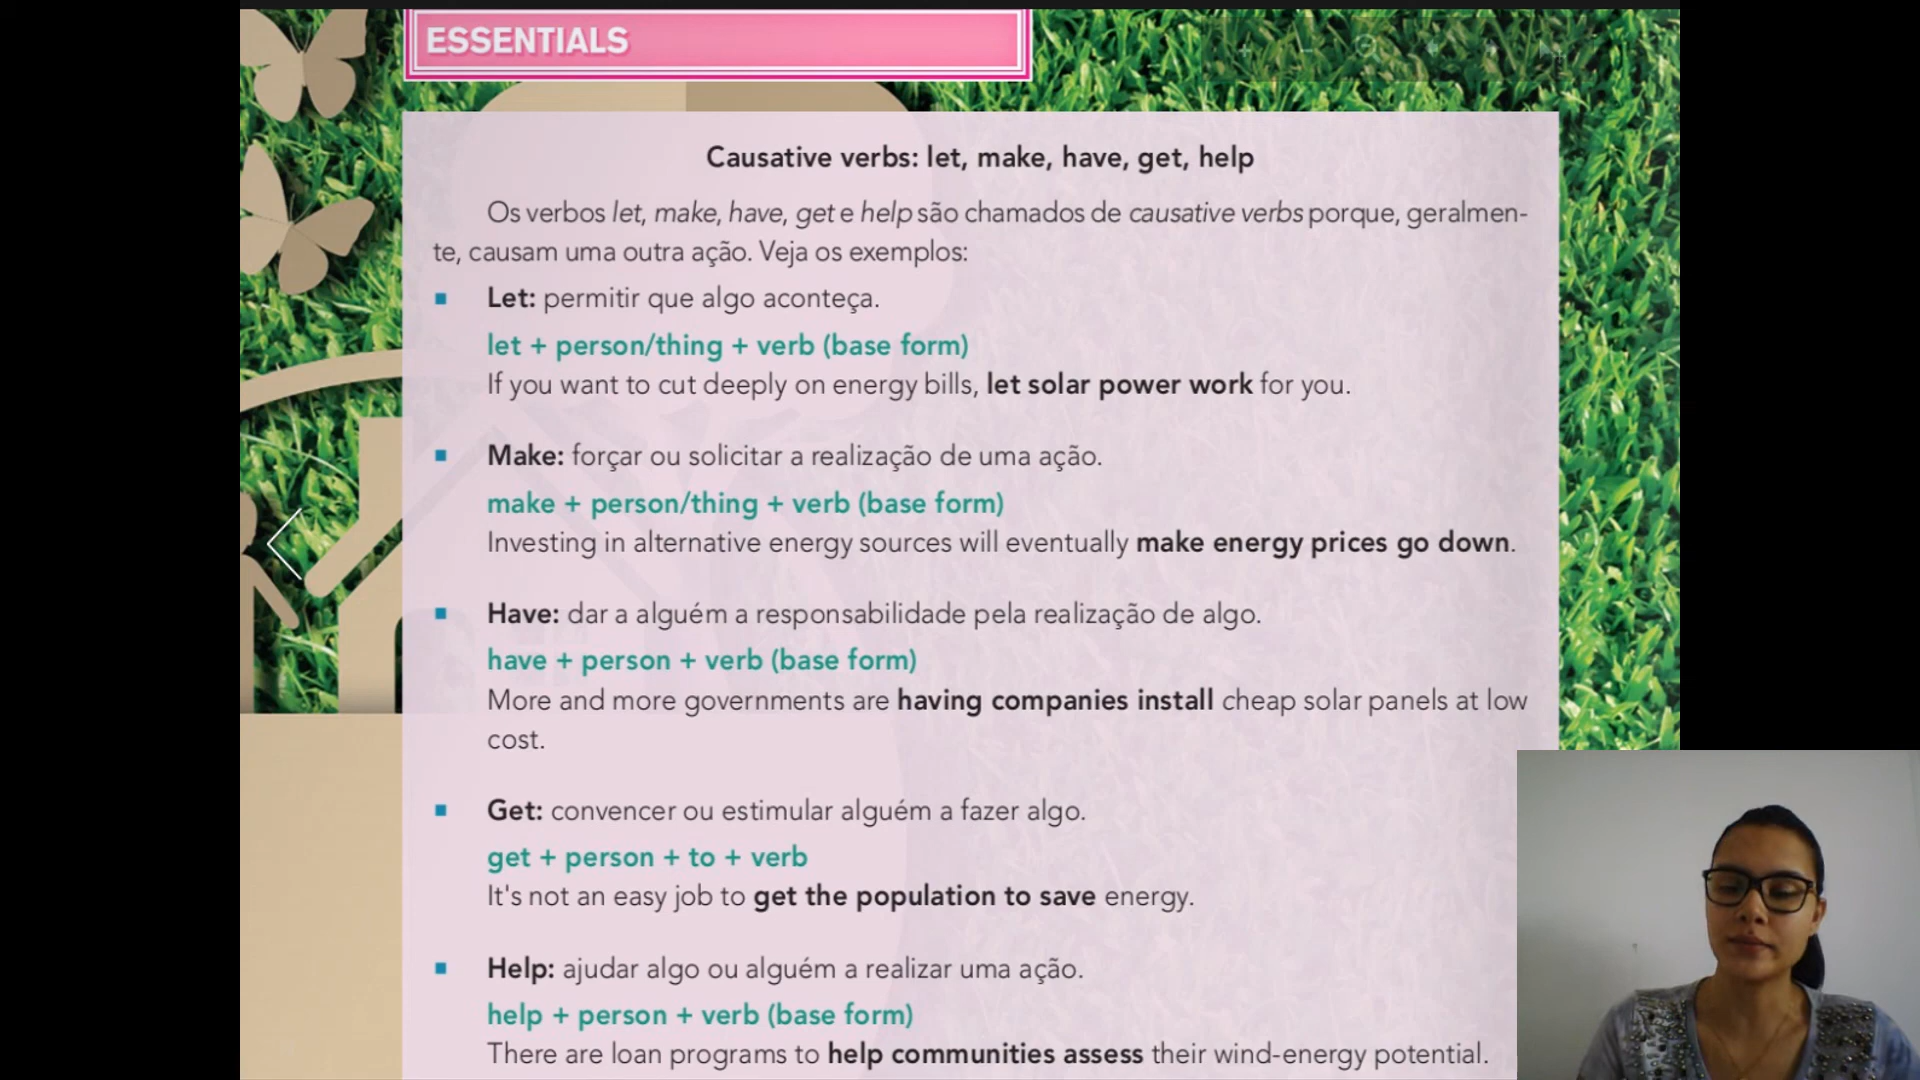 ESSENTIALS
Causative verbs: let, make, have, get, help
Os verbos let, make, have, get e help são chamados de causative verbs porque, geralmen-
te, causam uma outra ação. Veja os exemplos:
Let: permitir que algo aconteça.
let + person/thing + verb (base form)
If you want to cut deeply on energy bills, let solar power work for you.
Make: forçar ou solicitar a realização de uma ação.
make + person/thing + verb (base form)
Investing in alternative energy sources will eventually make energy prices go down.
Have: dar a alguém a responsabilidade pela realização de algo.
have + person + verb (base form)
More and more governments are having companies install cheap solar panels at low
cost.
Get: convencer ou estimular alguém a fazer algo.
get + person + to + verb
It's not an easy job to get the population to save energy.
Help: ajudar algo ou alguém a realizar uma ação.
help + person + verb (base form)
There are loan programs to help communities assess their wind-energy potential.